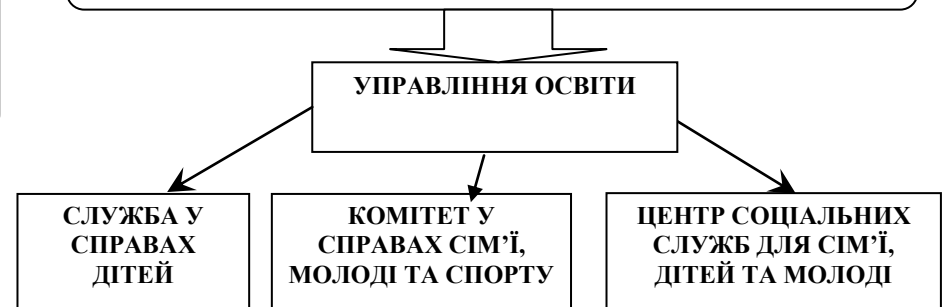 УПРАВЛІННЯ ОСВІТИ
СЛУЖБА У
СПРАВАХ
ДІТЕЙ
КОМІТЕТ У
СПРАВАХ СІМ’Ї,
МОЛОДІ ТА СПОРТУ
ЦЕНТР СОЦІАЛЬНИХ
СЛУЖБ ДЛЯ СІМ’Ї,
ДІТЕЙ ТА МОЛОДІ